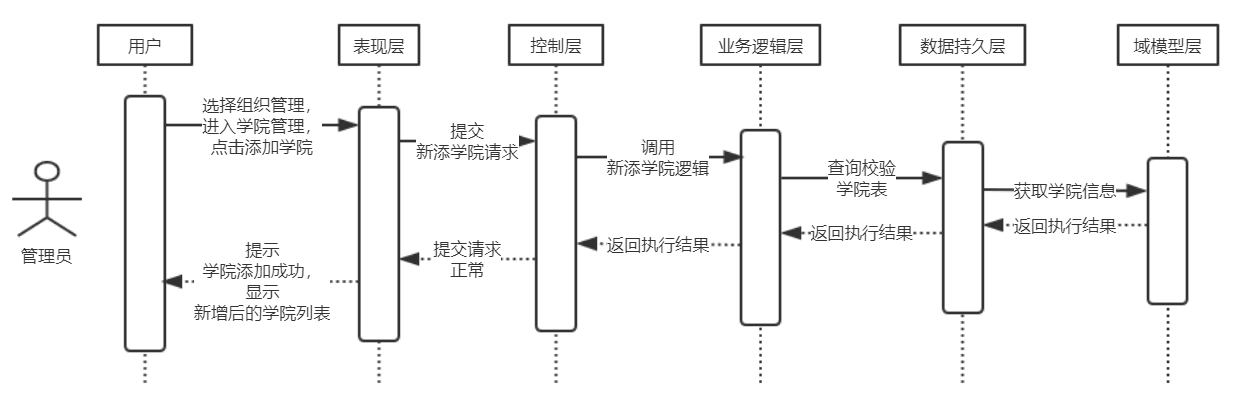 用户
表现层
控制层
业务逻辑层
数据持久层
域模型层
选择组织管理，
进入学院管理，
点击添加学院
提交
新添学院请求
调用
新添学院逻辑
查询校验
学院表
获取学院信息
返回执行结果
返回执行结果
返回执行结果
提交请求
正常
提示
学院添加成功，
显示
新增后的学院列表
管理员